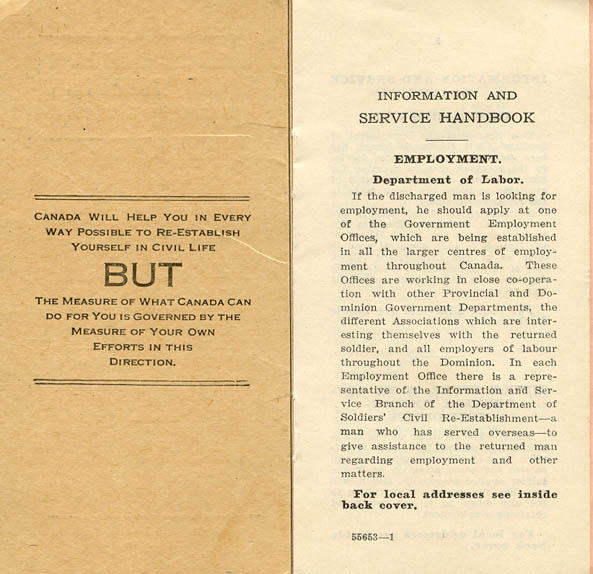 CANADA WILL HELP YOU IN EVERY
WAY POSSIBLE TO RE-ESTABLISH
YOURSELF IN CIVIL LIFE
BUT
THE MEASURE OF WHAT CANADA CAN
DO FOR YOU IS GOVERNED BY THE
MEASURE OF YOUR OWN
EFFORTS IN THIS
DIRECTION.
INFORMATION AND
SERVICE HANDBOOK
EMPLOYMENT.
Department of Labor.
If the discharged man is looking for
employment, he should apply at one
of the Government Employment
Offices, which are being established
in all the larger centres of employ-
ment throughout Canada. These
Offices are working in close co-opera-
tion with other Provincial and Do-
minion Government Departments, the
different Associations which are inter-
esting themselves with the returned
soldier, and all employers of labour
throughout the Dominion. In each
Employment Office there is a repre-
sentative of the Information and Ser-
vice Branch of the Department of
Soldiers' Civil Re-Establishment—a
man who has served overseas—to
give assistance to the returned man
regarding employment and other
matters.
For local addresses see inside
back cover.
55653—1